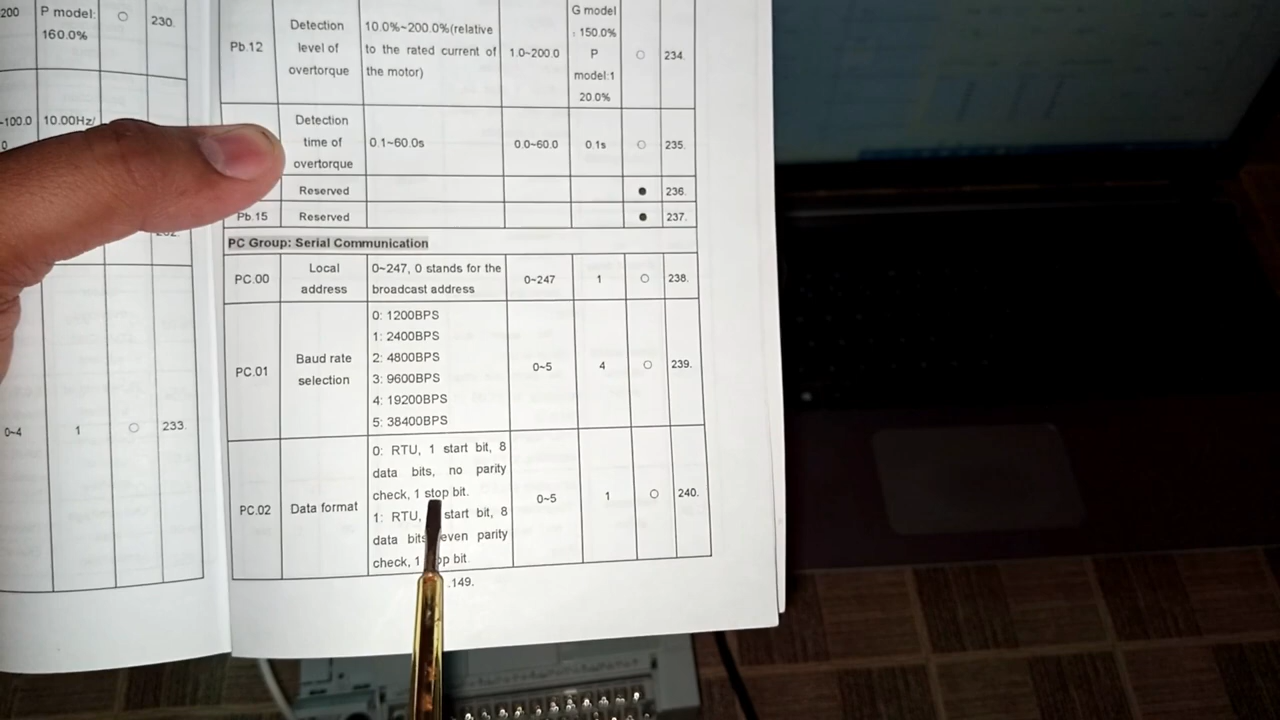 200
P model:
160.0%
230.
-100.0
0
10.00Hz/
0~4
1
233.
Pb.12
Detection
level of
overtorque
10.0%~200.0%(relative
to the rated current of
the motor)
1.0~200.0
G model
: 150.0%
P
model:1
20.0%
234.
Detection
time of
overtorque
0.1~60.0s
0.0~60.0
0.1s
235.
Reserved
236.
Pb.15
Reserved
237.
PC Group: Serial Communication
PC.00
Local
address
0~247, 0 stands for the
broadcast address
0~247
1
238.
PC.01
Baud rate
selection
0: 1200BPS
1: 2400BPS
2: 4800BPS
3: 9600BPS
4: 19200BPS
5: 38400BPS
0~5
4
239.
PC.02
Data format
0: RTU, 1 start bit, 8
data bits, no parity
check, 1 stop bit.
1: RTU, start bit, 8
data bits even parity
check, 1 bit
0~5
1
240.
.149.